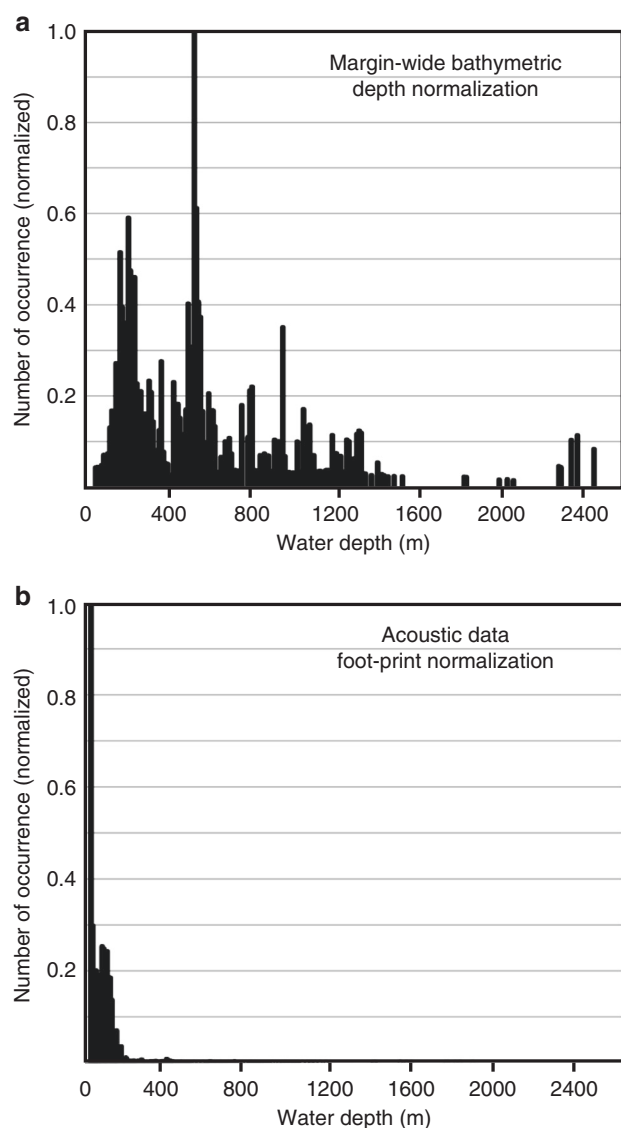 a
Margin-wide bathymetric
depth normalization
Number of occurrence (normalized)
1.0
0.8
0.6
0.4
0.2
0 400 800 1200 1600 2000 2400
Water depth (m)
b
Acoustic data
foot-print normalization
Number of occurrence (normalized)
1.0
0.8
0.6
0.4
0.2
0 400 800 1200 1600 2000 2400
Water depth (m)